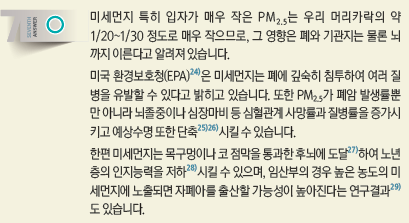 미세먼지 특히 입자가 매우 작은 PM2.5는 우리 머리카락의 약
1/20~1/30 정도로 매우 작으므로, 그 영향은 폐와 기관지는 물론 뇌
까지 이른다고 알려져 있습니다.
미국 환경보호청(EPA)24)은 미세먼지는 폐에 깊숙히 침투하여 여러 질
병을 유발할 수 있다고 밝히고 있습니다. 또한 PM2.5가 폐암 발생률뿐
만 아니라 뇌졸중이나 심장마비 등 심혈관계 사망률과 질병률을 증가시
키고 예상수명 또한 단축25)26)시킬 수 있습니다.
한편 미세먼지는 목구멍이나 코 점막을 통과한 후뇌에 도달27)하여 노년
층의 인지능력을 저하28)시킬 수 있으며, 임산부의 경우 높은 농도의 미
세먼지에 노출되면 자폐아를 출산할 가능성이 높아진다는 연구결과29)
도 있습니다.